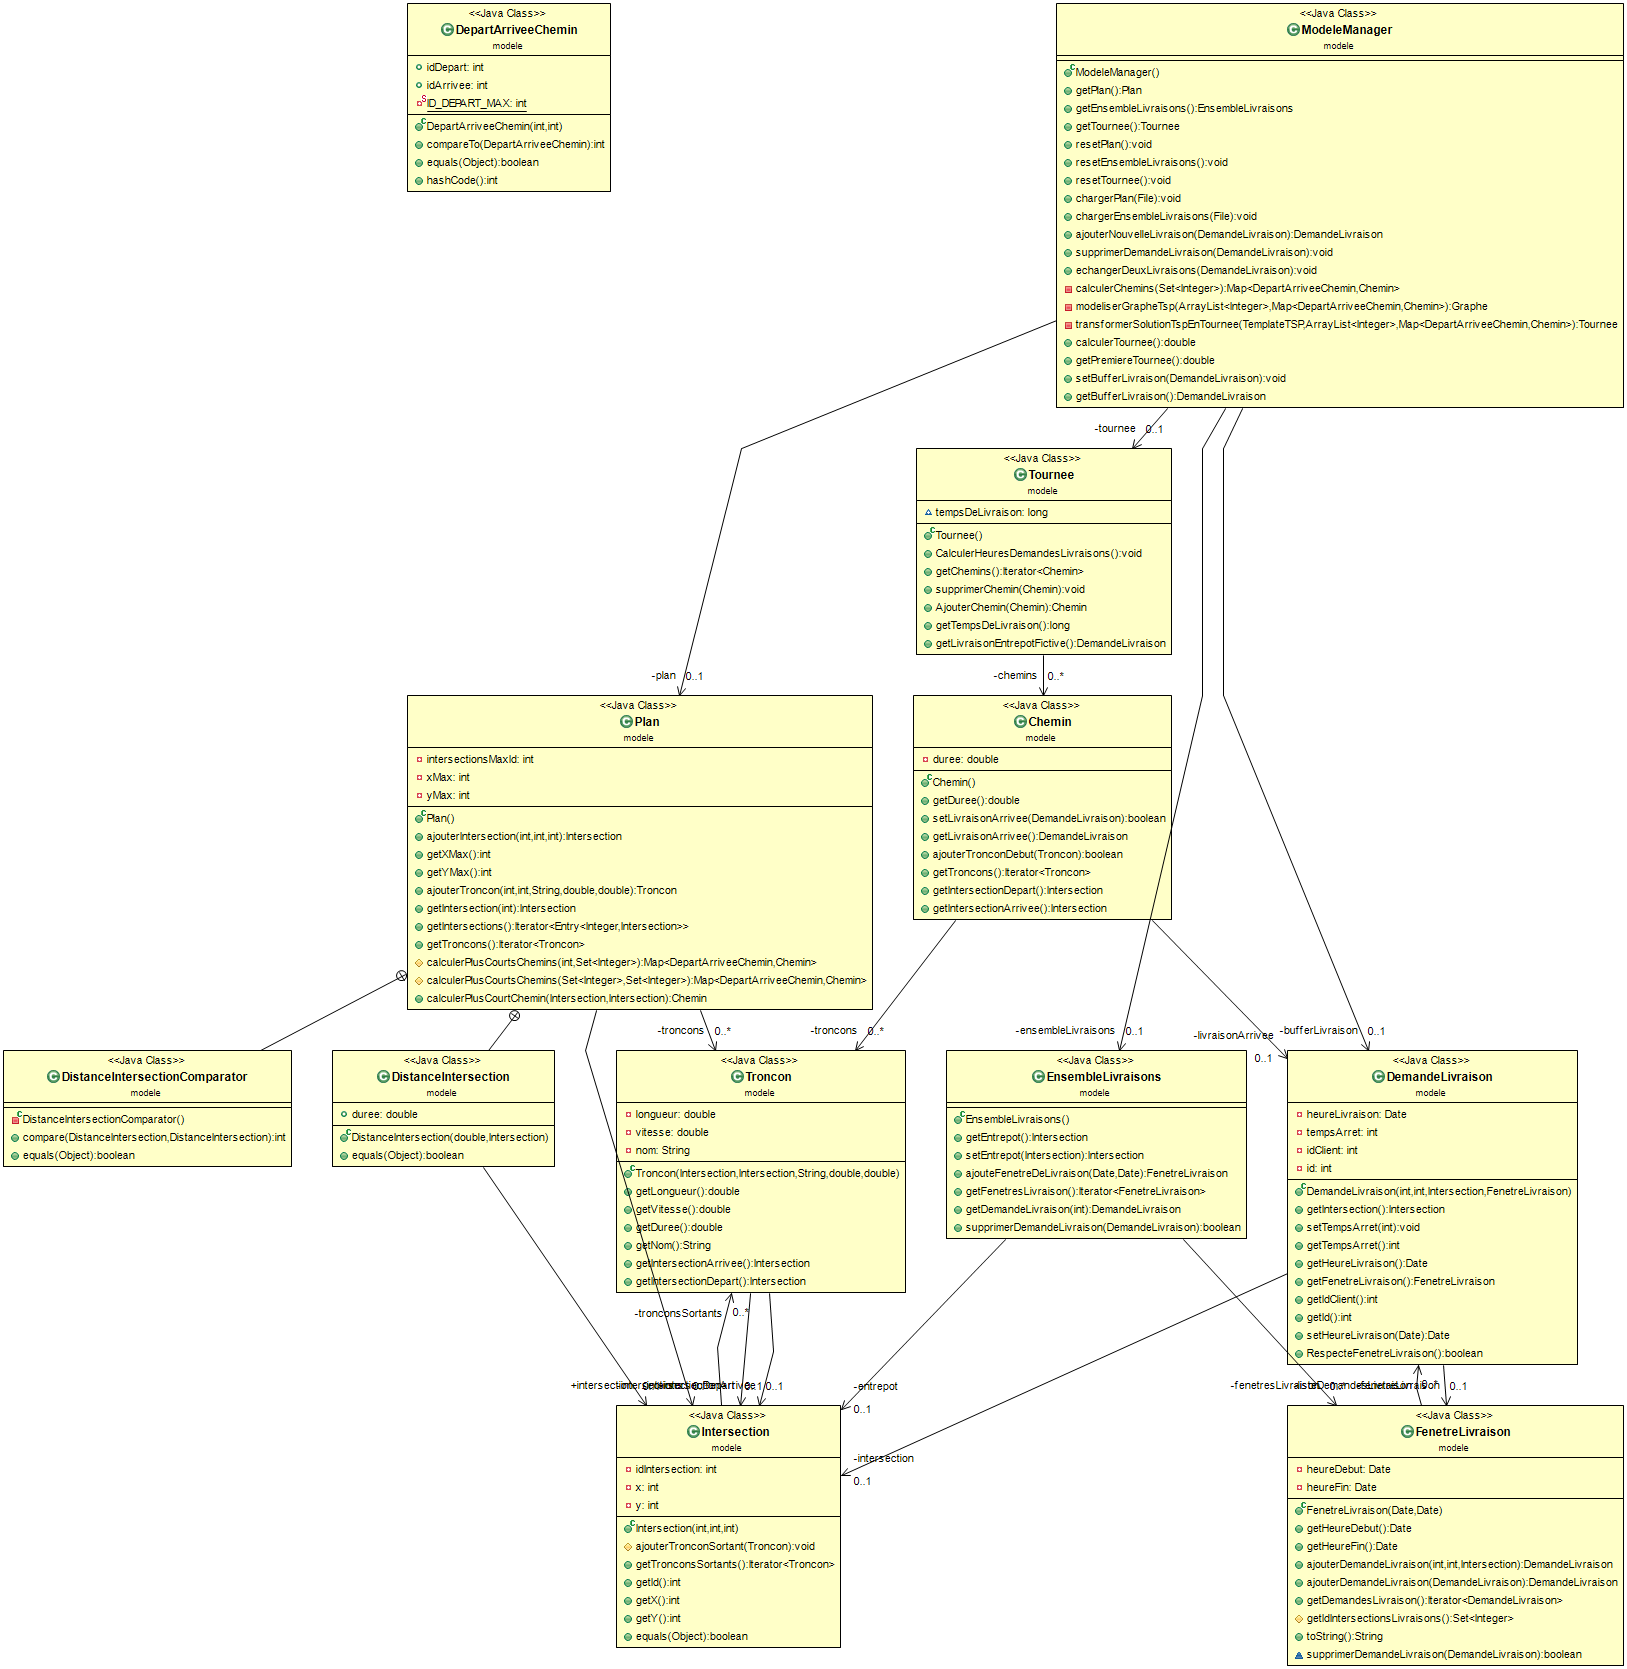 <<Java Class>>
DepartArriveeChemin
modele
idDepart: int
idArrivee: int
ID_DEPART_MAX: int
DepartArriveeChemin(int,int)
compareTo(DepartArriveeChemin):int
equals(Object):boolean
hashCode():int
<<Java Class>>
ModeleManager
modele
ModeleManager()
getPlan():Plan
getEnsembleLivraisons():EnsembleLivraisons
getTournee():Tournee
resetPlan():void
resetEnsembleLivraisons():void
resetTournee():void
chargerPlan(File):void
chargerEnsembleLivraisons(File):void
ajouterNouvelleLivraison(DemandeLivraison):DemandeLivraison
supprimerDemandeLivraison(DemandeLivraison):void
echangerDeuxLivraisons(DemandeLivraison):void
calculerChemins(Set<Integer>):Map<DepartArriveeChemin,Chemin>
modeliserGrapheTsp(ArrayList<Integer>,Map<DepartArriveeChemin,Chemin>):Graphe
transformerSolutionTspEnTournee(TemplateTSP,ArrayList<Integer>,Map<DepartArriveeChemin,Chemin>):Tournee
calculerTournee():double
getPremiereTournee():double
setBufferLivraison(DemandeLivraison):void
getBufferLivraison():DemandeLivraison
-tournee 0..1
<<Java Class>>
Tournee
modele
tempsDeLivraison: long
Tournee()
CalculerHeuresDemandesLivraisons():void
getChemins():Iterator<Chemin>
supprimerChemin(Chemin):void
AjouterChemin(Chemin):Chemin
getTempsDeLivraison():long
getLivraisonEntrepotFictive():DemandeLivraison
-plan 0..1
-chemins 0..*
<<Java Class>>
Plan
modele
intersectionsMaxId: int
xMax: int
yMax: int
Plan()
ajouterIntersection(int,int,int):Intersection
getXMax():int
getYMax():int
ajouterTroncon(int,int,String,double,double):Troncon
getIntersection(int):Intersection
getIntersections():Iterator<Entry<Integer,Intersection>>
getTroncons():Iterator<Troncon>
calculerPlusCourtsChemins(int,Set<Integer>):Map<DepartArriveeChemin,Chemin>
calculerPlusCourtsChemins(Set<Integer>,Set<Integer>):Map<DepartArriveeChemin,Chemin>
calculerPlusCourtChemin(Intersection,Intersection):Chemin
<<Java Class>>
Chemin
modele
duree: double
Chemin()
getDuree():double
setLivraisonArrivee(DemandeLivraison):boolean
getLivraisonArrivee():DemandeLivraison
ajouterTronconDebut(Troncon):boolean
getTroncons():Iterator<Troncon>
getIntersectionDepart():Intersection
getIntersectionArrivee():Intersection
-troncons 0..*
-troncons 0..*
-ensembleLivraisons 0..1
-livraisonArrivee
0..1
-bufferLivraison 0..1
<<Java Class>>
DistanceIntersectionComparator
modele
DistanceIntersectionComparator()
compare(DistanceIntersection,DistanceIntersection):int
equals(Object):boolean
<<Java Class>>
DistanceIntersection
modele
duree: double
DistanceIntersection(double,Intersection)
equals(Object):boolean
<<Java Class>>
Troncon
modele
longueur: double
vitesse: double
nom: String
Troncon(Intersection,Intersection,String,double,double)
getLongueur():double
getVitesse():double
getDuree():double
getNom():String
getIntersectionArrivee():Intersection
getIntersectionDepart():Intersection
<<Java Class>>
EnsembleLivraisons
modele
EnsembleLivraisons()
getEntrepot():Intersection
setEntrepot(Intersection):Intersection
ajouteFenetreDeLivraison(Date,Date):FenetreLivraison
getFenetresLivraison():Iterator<FenetreLivraison>
getDemandeLivraison(int):DemandeLivraison
supprimerDemandeLivraison(DemandeLivraison):boolean
<<Java Class>>
DemandeLivraison
modele
heureLivraison: Date
tempsArret: int
idClient: int
id: int
DemandeLivraison(int,int,Intersection,FenetreLivraison)
getIntersection():Intersection
setTempsArret(int):void
getTempsArret():int
getHeureLivraison():Date
getFenetreLivraison():FenetreLivraison
getIdClient():int
getId():int
setHeureLivraison(Date):Date
RespecteFenetreLivraison():boolean
-tronconsSortants 0..*
+intersection
0..1
-entrepot
0..1
-intersection
0..1
-fenetresLivraison
0..*
0..1
<<Java Class>>
Intersection
modele
idIntersection: int
x: int
y: int
Intersection(int,int,int)
ajouterTronconSortant(Troncon):void
getTronconsSortants():Iterator<Troncon>
getId():int
getX():int
getY():int
equals(Object):boolean
<<Java Class>>
FenetreLivraison
modele
heureDebut: Date
heureFin: Date
FenetreLivraison(Date,Date)
getHeureDebut():Date
getHeureFin():Date
ajouterDemandeLivraison(int,int,Intersection):DemandeLivraison
ajouterDemandeLivraison(DemandeLivraison):DemandeLivraison
getDemandesLivraison():Iterator<DemandeLivraison>
getIdIntersectionsLivraisons():Set<Integer>
toString():String
supprimerDemandeLivraison(DemandeLivraison):boolean